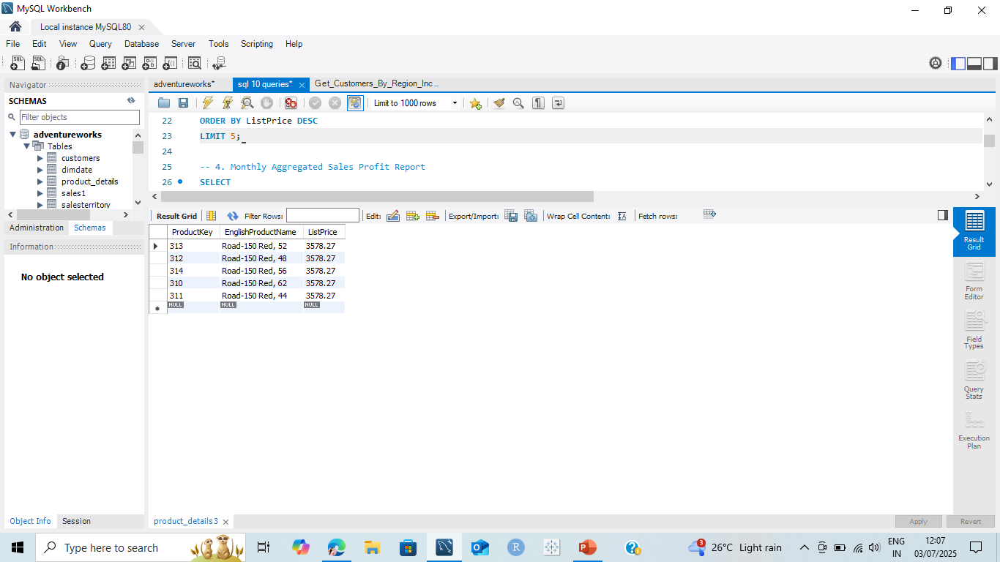 MySQL Workbench
Local instance MySQL80
File Edit View Query Database Server Tools Scripting Help
Navigator
SCHEMAS
Filter objects
adventureworks
Tables
customers
dimdate
product_details
sales1
salesterritory
Administration Schemas
Information
No object selected
Object Info Session
adventureworks* sql 10 queries* Get_Customers_By_Region_Inc...
Limit to 1000 rows
22 ORDER BY ListPrice DESC
23 LIMIT 5;
24
25 -- 4. Monthly Aggregated Sales Profit Report
26 SELECT
Result Grid Filter Rows: Edit: Export/Import: Wrap Cell Content: Fetch rows:
ProductKey EnglishProductName ListPrice
313 Road-150 Red, 52 3578.27
312 Road-150 Red, 48 3578.27
314 Road-150 Red, 56 3578.27
310 Road-150 Red, 62 3578.27
311 Road-150 Red, 44 3578.27
NULL NULL NULL
Result
Grid
Form
Editor
Field
Types
Query
Stats
Execution
Plan
product_details3
Apply Revert
Type here to search
26°C Light rain
ENG
IN
12:07
03/07/2025